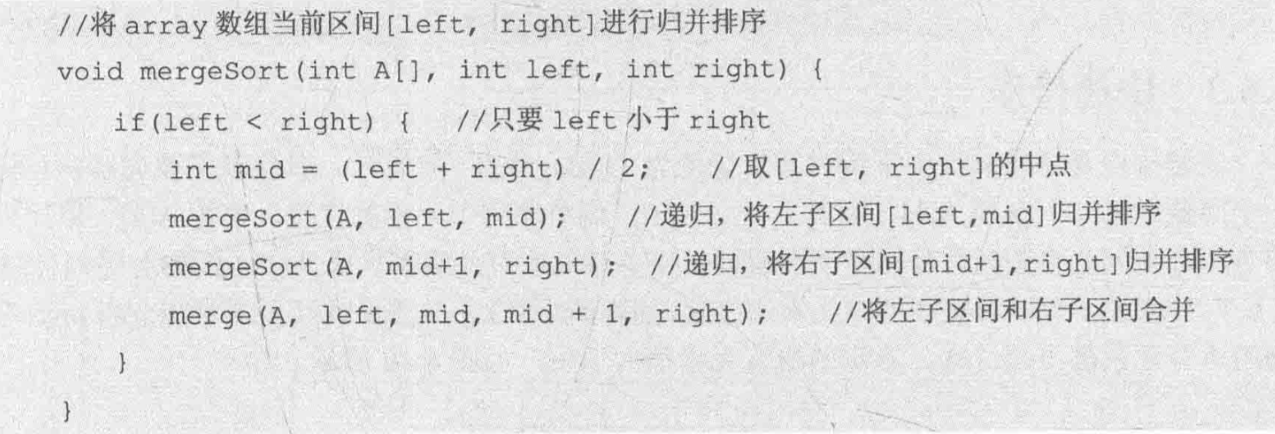 //将 array 数组当前区间[left, right]进行归并排序
void mergeSort(int A[], int left, int right) {
    if(left < right) {   //只要 left 小于 right
        int mid = (left + right) / 2;    //取[left, right]的中点
        mergeSort(A, left, mid);    //递归，将左子区间[left,mid]归并排序
        mergeSort(A, mid+1, right);  //递归，将右子区间[mid+1,right]归并排序
        merge(A, left, mid, mid + 1, right);    //将左子区间和右子区间合并
    }
}